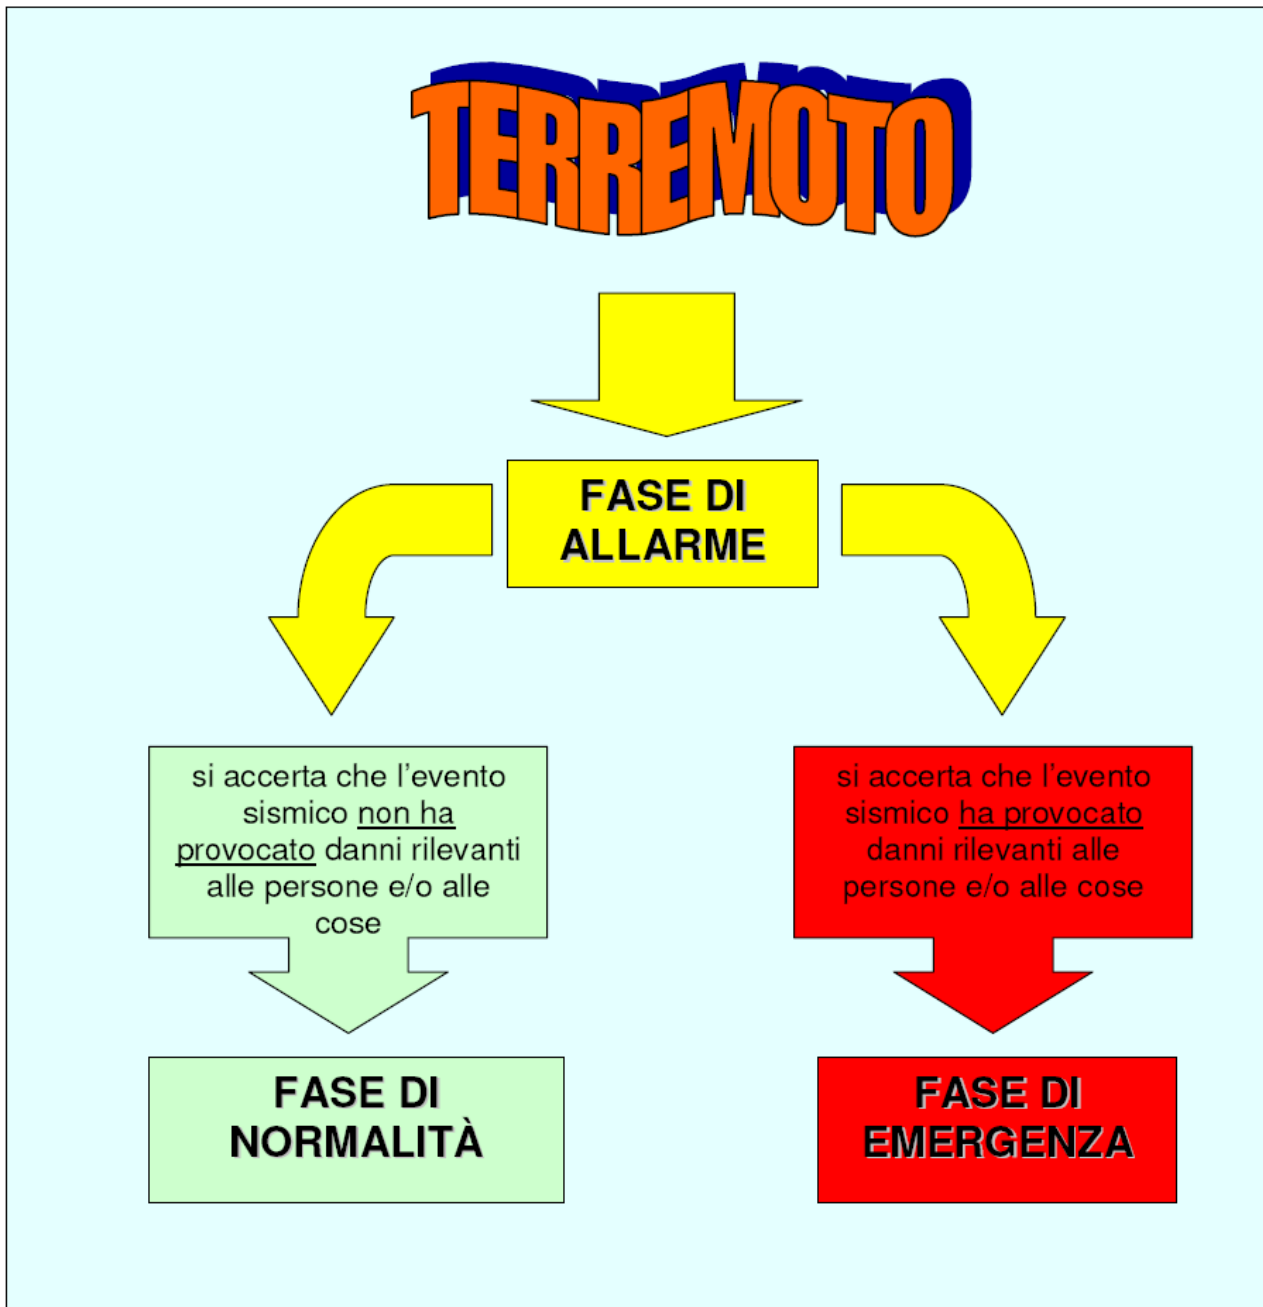 TERREMOTO
FASE DI
ALLARME
si accerta che l'evento
sismico non ha
provocato danni rilevanti
alle persone e/o alle
cose
si accerta che l'evento
sismico ha provocato
danni rilevanti alle
persone e/o alle cose
FASE DI
NORMALITÀ
FASE DI
EMERGENZA